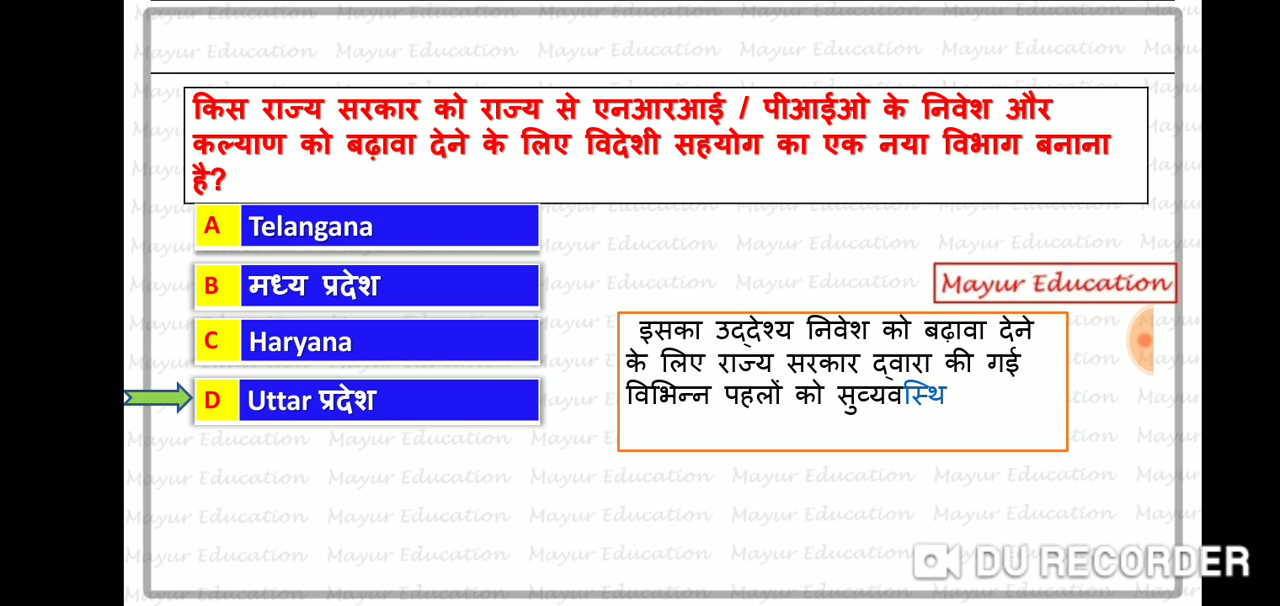 किस राज्य सरकार को राज्य से एनआरआई / पीआईओ के निवेश और
कल्याण को बढ़ावा देने के लिए विदेशी सहयोग का एक नया विभाग बनाना
है?
A Telangana
B मध्य प्रदेश
C Haryana
D Uttar प्रदेश
Mayur Education
इसका उद्देश्य निवेश को बढ़ावा देने
के लिए राज्य सरकार द्वारा की गई
विभिन्न पहलों को सुव्यवस्थि
DU RECORDER